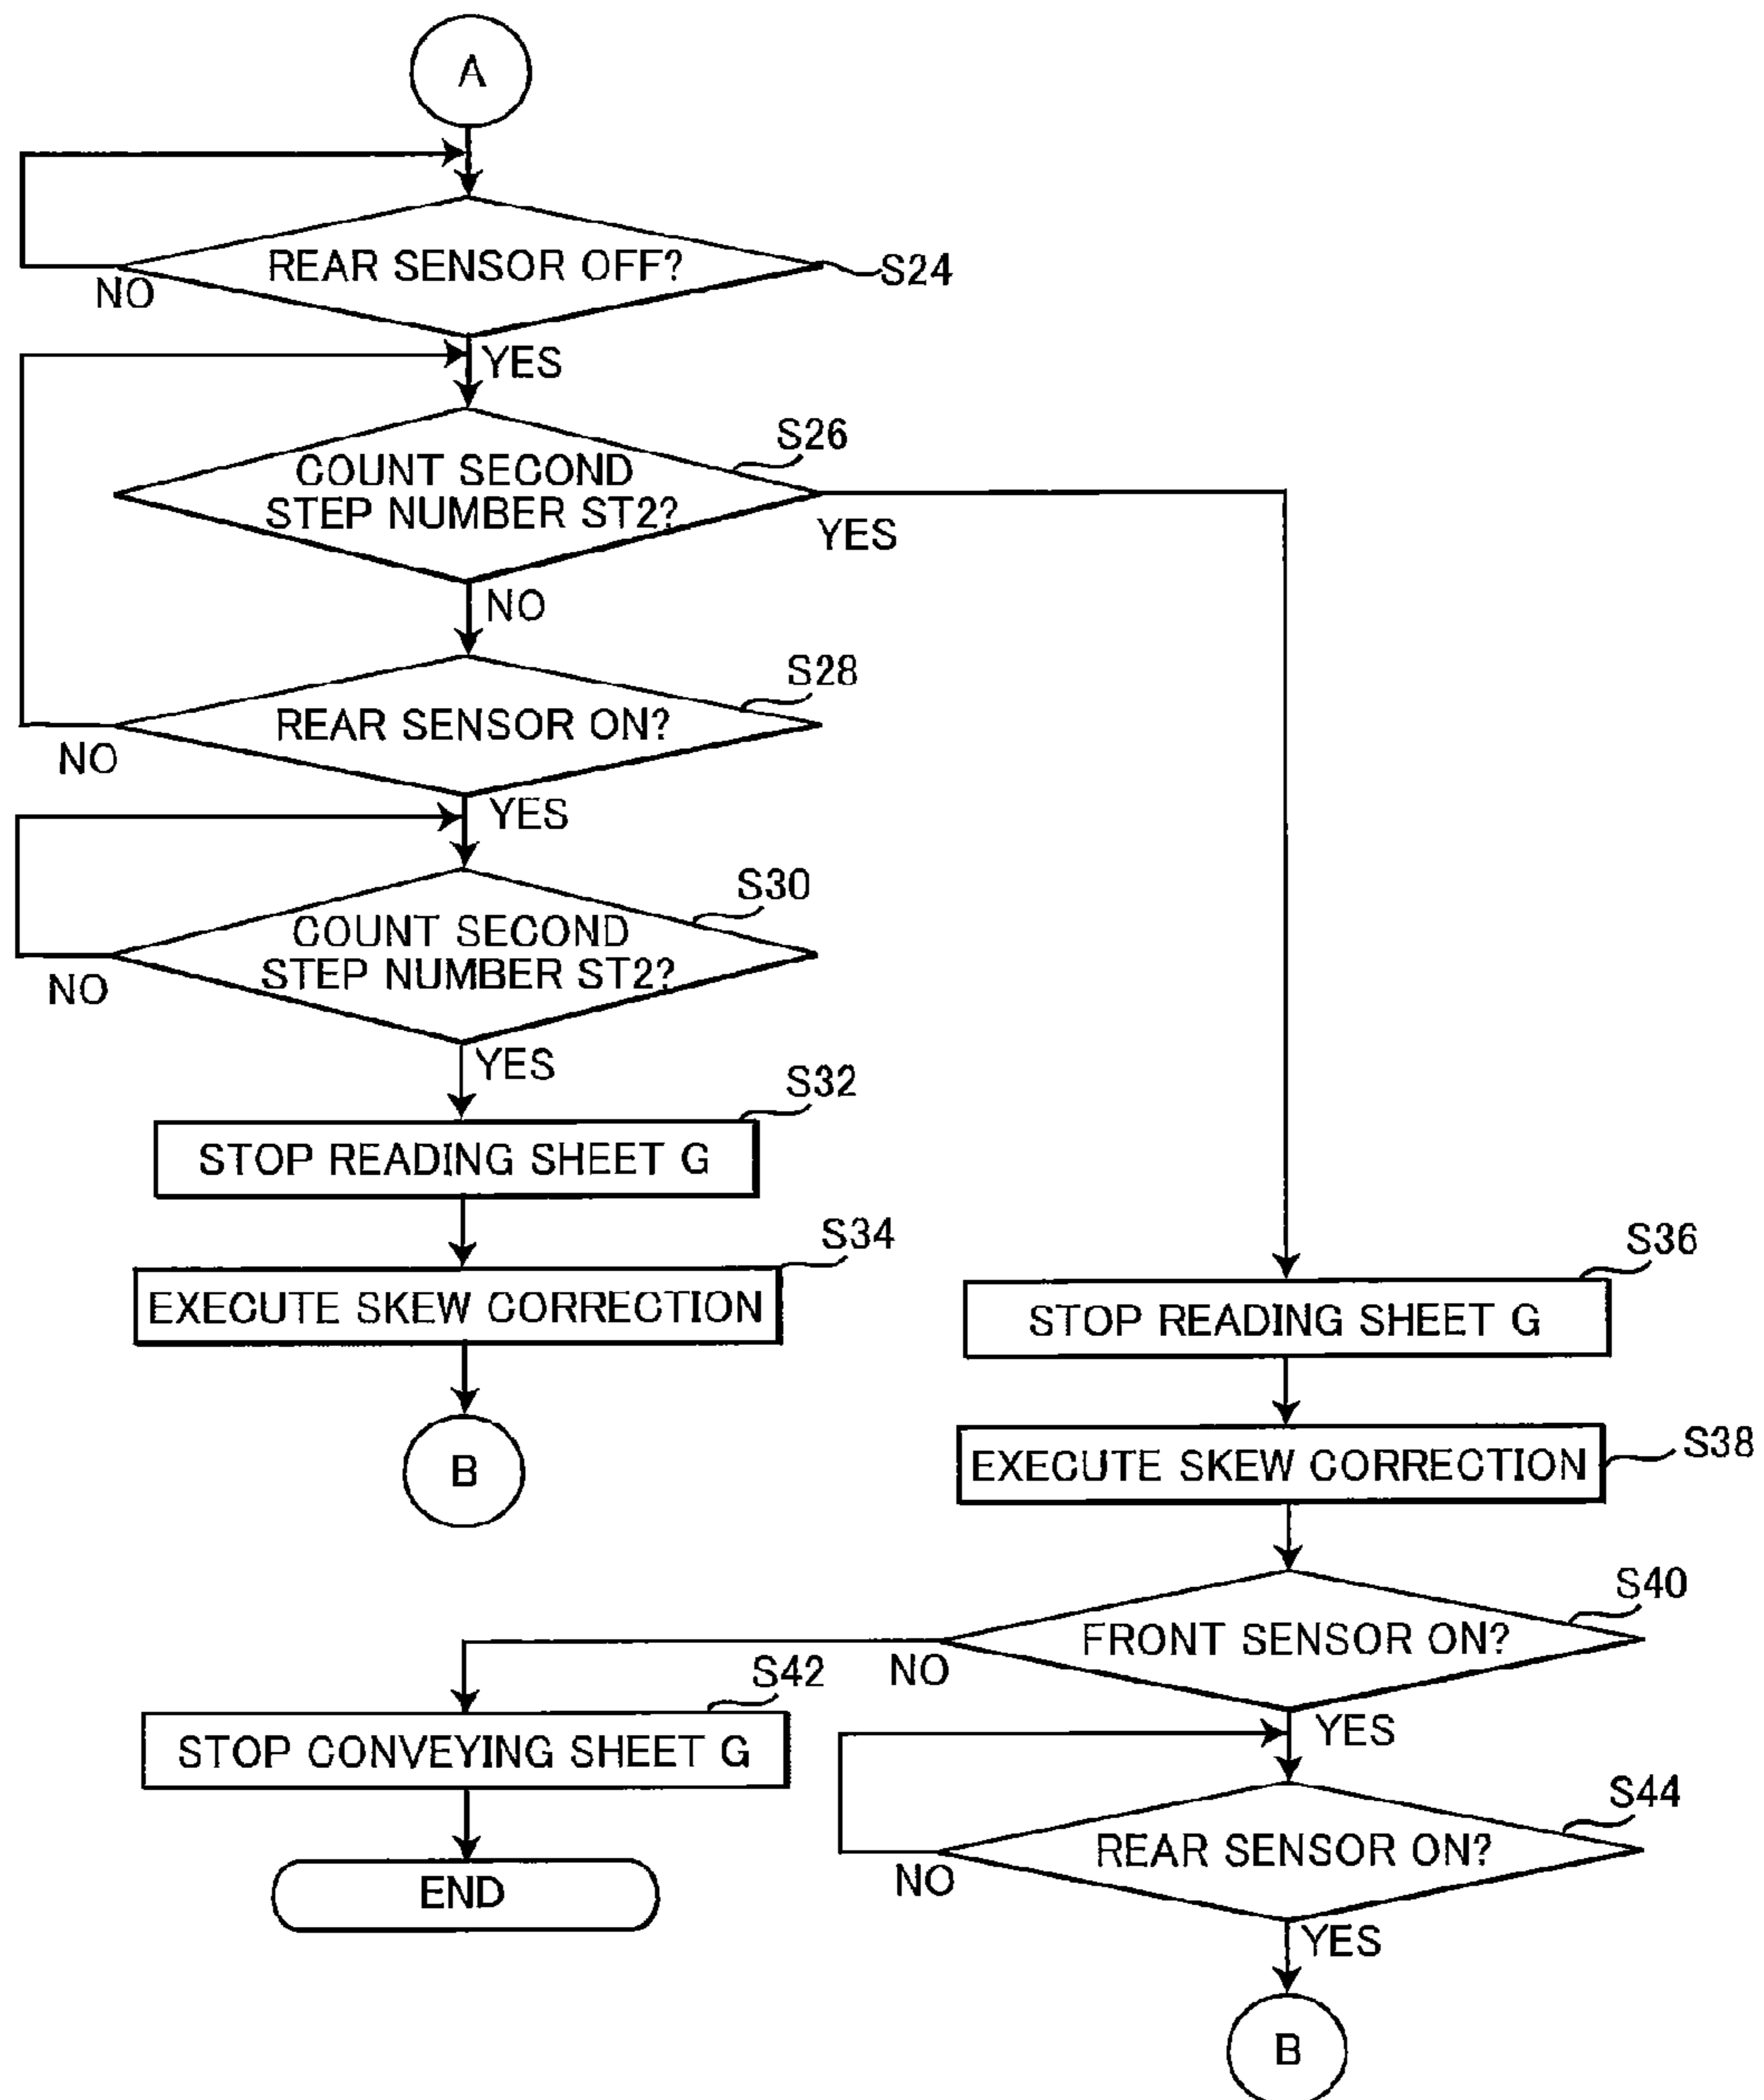 A
REAR SENSOR OFF?
S24
NO
YES
S26
COUNT SECOND
STEP NUMBER ST2?
YES
NO
S28
REAR SENSOR ON?
NO
YES
S30
COUNT SECOND
STEP NUMBER ST2?
NO
YES
S32
STOP READING SHEET G
S34
EXECUTE SKEW CORRECTION
B
S36
STOP READING SHEET G
S38
EXECUTE SKEW CORRECTION
S40
FRONT SENSOR ON?
NO
YES
S42
STOP CONVEYING SHEET G
END
S44
REAR SENSOR ON?
NO
YES
B